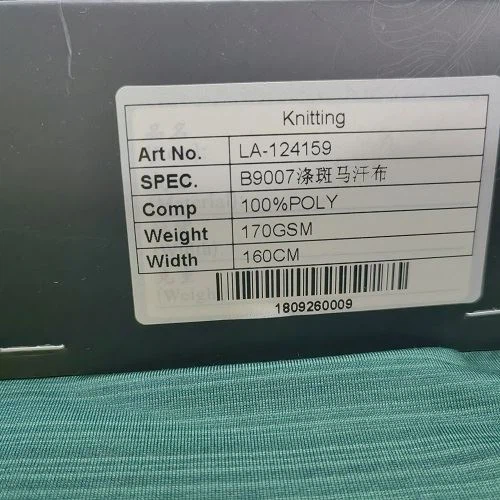 Knitting
Art No. LA-124159
SPEC. B9007涤斑马汗布
Comp 100%POLY
Weight 170GSM
Width 160CM
1809260009